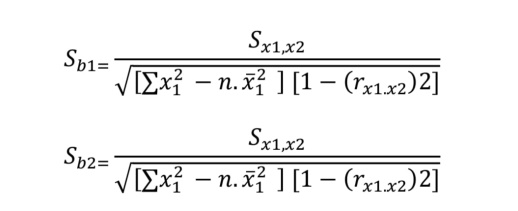 S_{b1=} \frac{S_{x1,x2}}{\sqrt{[\sum x_1^2 - n.\bar{x}_1^2 ] [1 - (r_{x1.x2})2]}}
S_{b2=} \frac{S_{x1,x2}}{\sqrt{[\sum x_1^2 - n.\bar{x}_1^2 ] [1 - (r_{x1.x2})2]}}